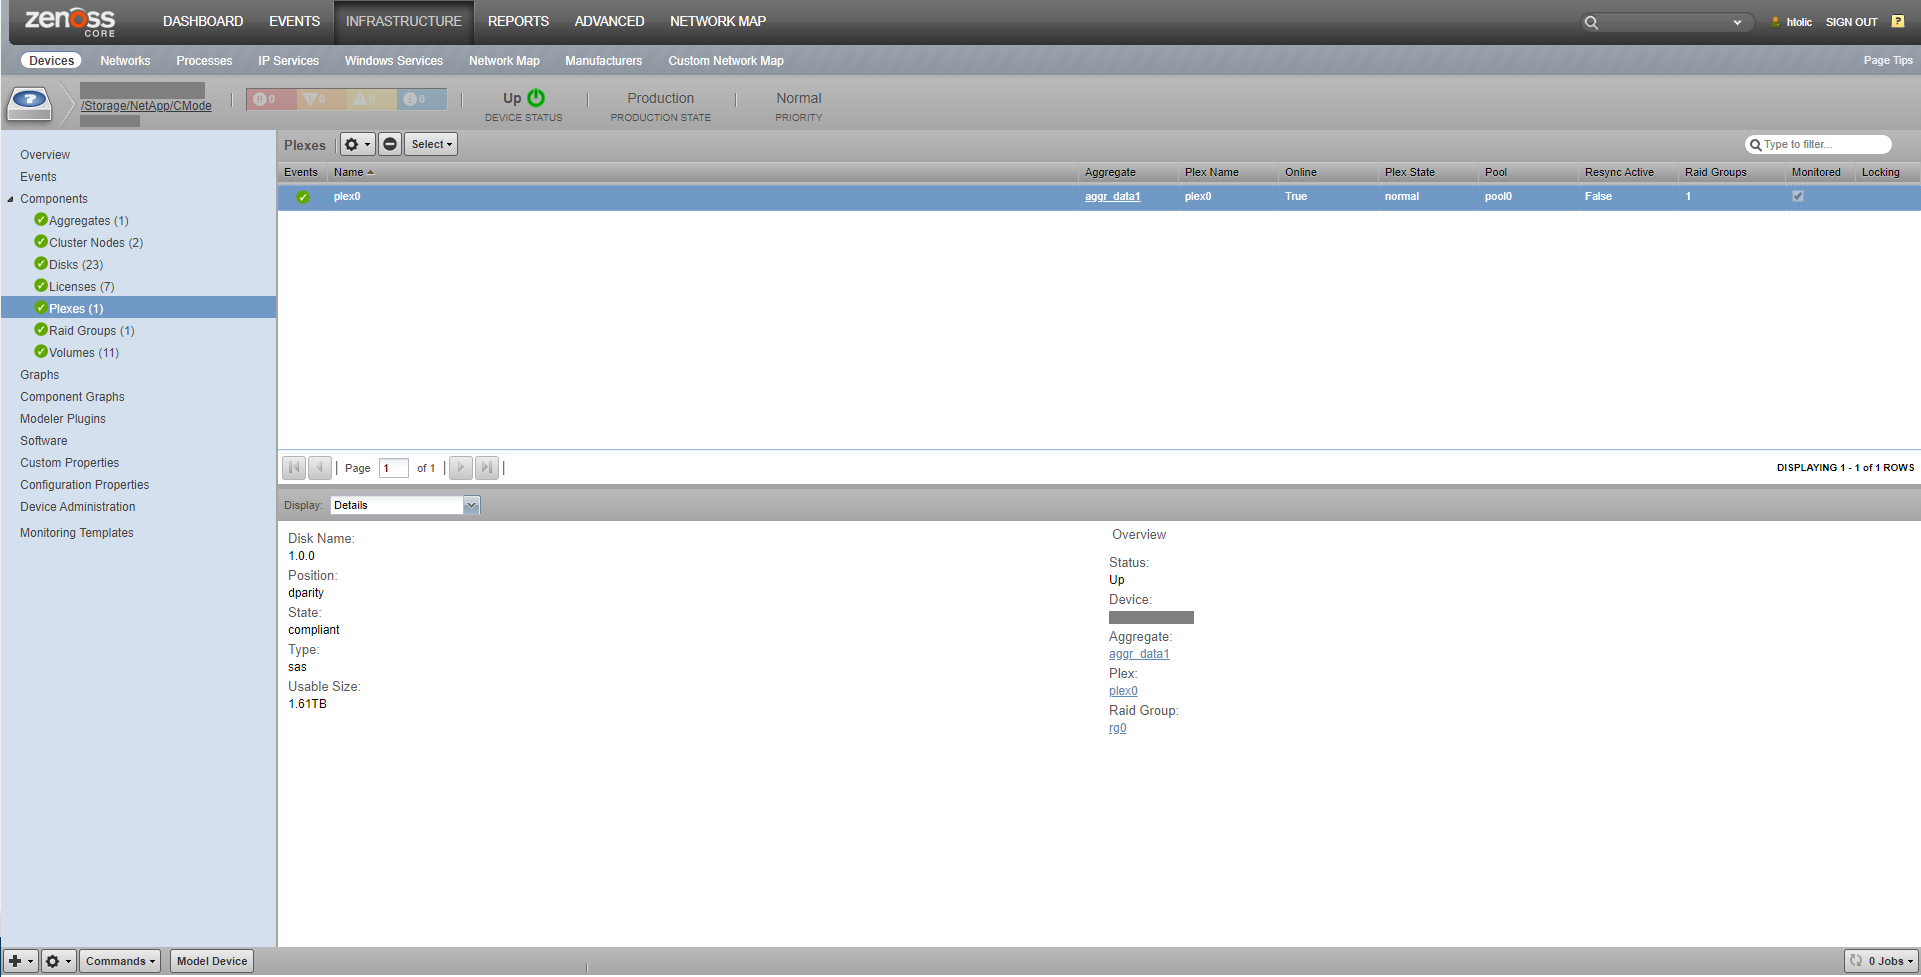 zenoss CORE
DASHBOARD EVENTS INFRASTRUCTURE REPORTS ADVANCED NETWORK MAP
htolic SIGN OUT ?
Devices Networks Processes IP Services Windows Services Network Map Manufacturers Custom Network Map Page Tips
/Storage/NetApp/CMode
0 0 0 0
Up Production Normal
DEVICE STATUS PRODUCTION STATE PRIORITY
Overview
Events
Components
Aggregates (1)
Cluster Nodes (2)
Disks (23)
Licenses (7)
Plexes (1)
Raid Groups (1)
Volumes (11)
Graphs
Component Graphs
Modeler Plugins
Software
Custom Properties
Configuration Properties
Device Administration
Monitoring Templates
Plexes Select Type to filter...
Events Name Aggregate Plex Name Online Plex State Pool Resync Active Raid Groups Monitored Locking
plex0 aggr_data1 plex0 True normal pool0 False 1
Page 1 of 1 DISPLAYING 1 - 1 of 1 ROWS
Display: Details
Disk Name:
1.0.0
Position:
dparity
State:
compliant
Type:
sas
Usable Size:
1.61TB
Overview
Status:
Up
Device:
Aggregate:
aggr_data1
Plex:
plex0
Raid Group:
rg0
Commands Model Device 0 Jobs